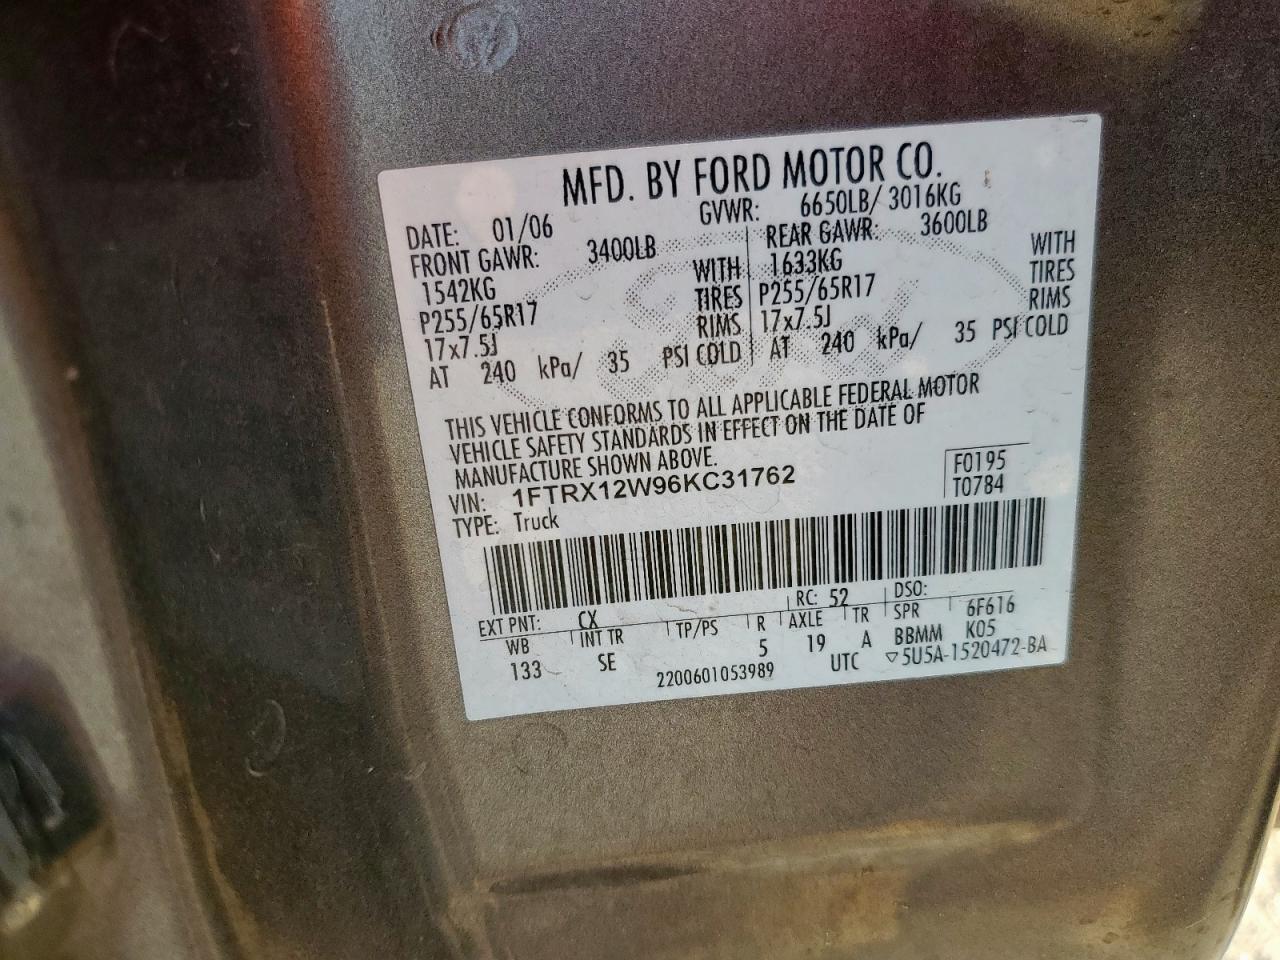 MFD. BY FORD MOTOR CO.
DATE: 01/06 GVWR: 6650LB/ 3016KG
FRONT GAWR: 3400LB REAR GAWR: 3600LB
1542KG WITH 1633KG WITH
P255/65R17 TIRES P255/65R17 TIRES
17x7.5J RIMS 17x7.5J RIMS
AT 240 kPa/ 35 PSI COLD AT 240 kPa/ 35 PSI COLD
THIS VEHICLE CONFORMS TO ALL APPLICABLE FEDERAL MOTOR
VEHICLE SAFETY STANDARDS IN EFFECT ON THE DATE OF
MANUFACTURE SHOWN ABOVE.
VIN: 1FTRX12W96KC31762 F0195
TYPE: Truck T0784
EXT PNT: CX RC: 52 DSO:
WB INT TR TP/PS R AXLE TR SPR 6F616
133 SE 5 19 A BBMM K05
2200601053989 UTC ▽5U5A-1520472-BA